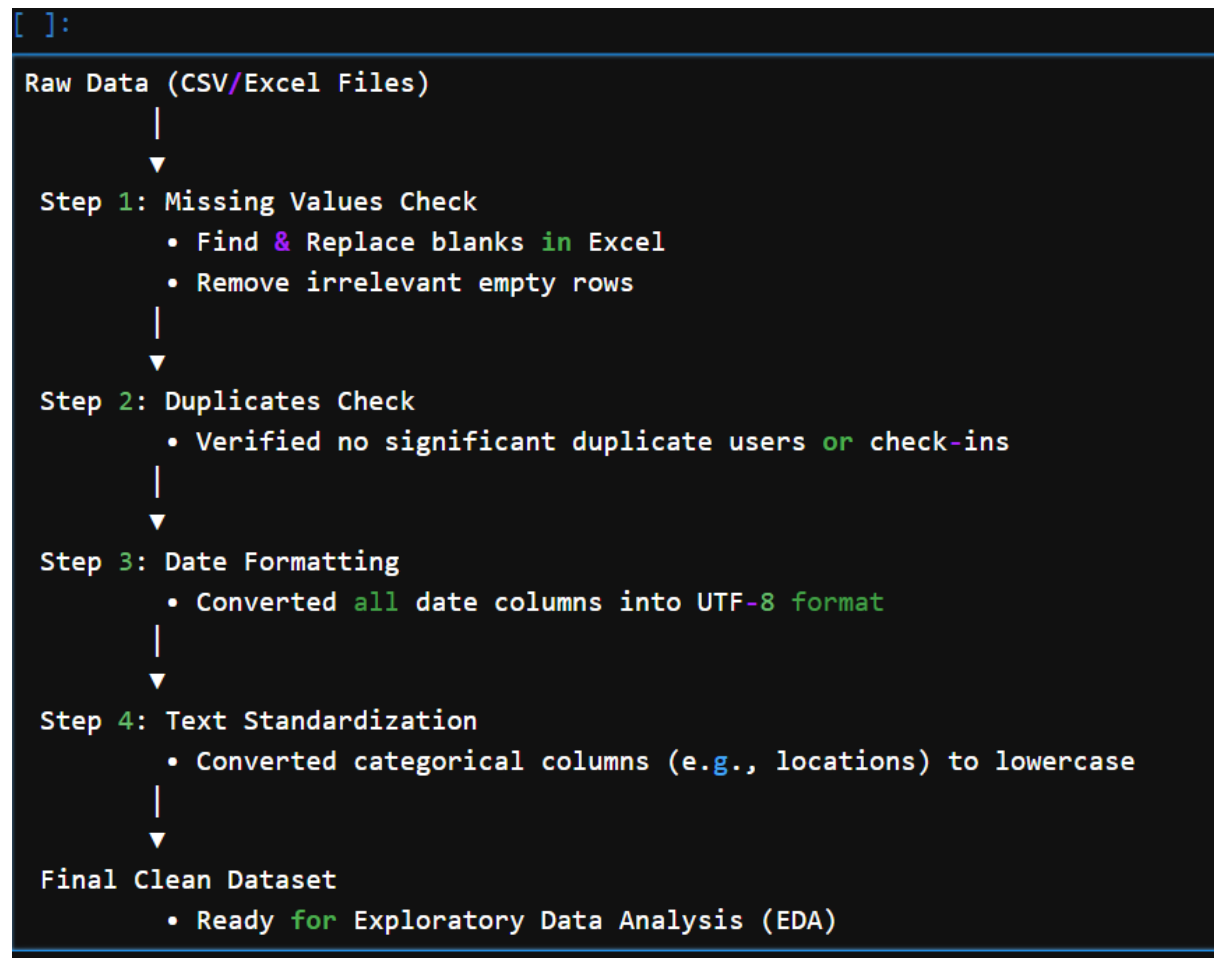 [ ]:
Raw Data (CSV/Excel Files)
│
▼
Step 1: Missing Values Check
• Find & Replace blanks in Excel
• Remove irrelevant empty rows
│
▼
Step 2: Duplicates Check
• Verified no significant duplicate users or check-ins
│
▼
Step 3: Date Formatting
• Converted all date columns into UTF-8 format
│
▼
Step 4: Text Standardization
• Converted categorical columns (e.g., locations) to lowercase
│
▼
Final Clean Dataset
• Ready for Exploratory Data Analysis (EDA)